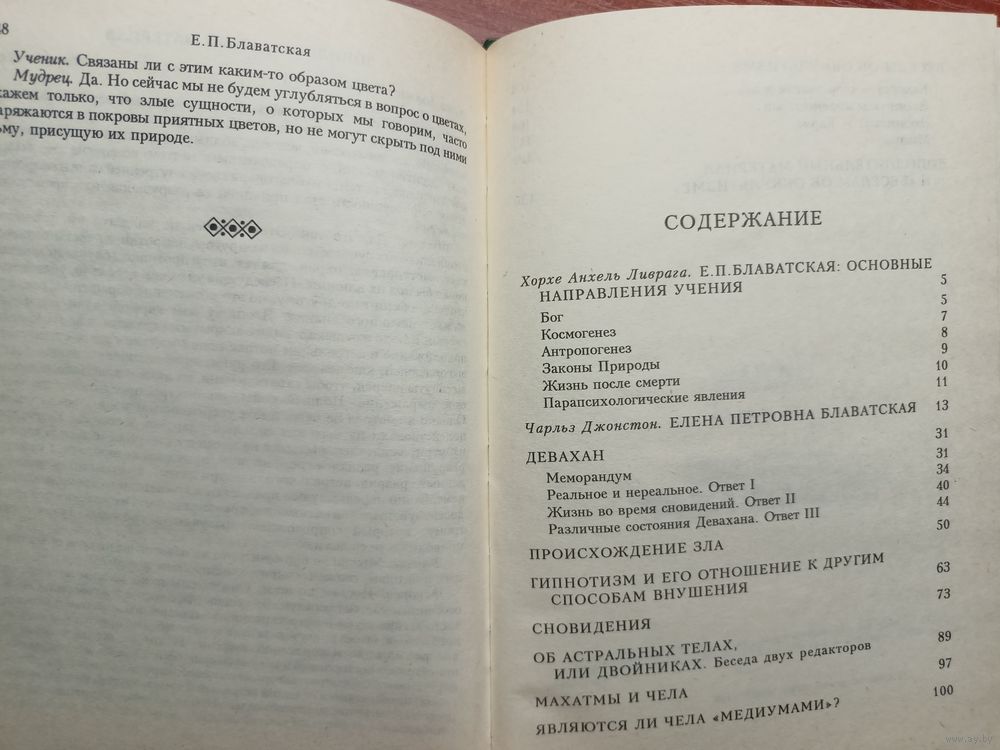 8
Е.П.Блаватская
Ученик. Связаны ли с этим каким-то образом цвета?
Мудрец. Да. Но сейчас мы не будем углубляться в вопрос о цветах,
кажем только, что злые сущности, о которых мы говорим, часто
аряжаются в покровы приятных цветов, но не могут скрыть под ними
ьму, присущую их природе.
СОДЕРЖАНИЕ
Хорхе Анхель Ливрага. Е.П.БЛАВАТСКАЯ: ОСНОВНЫЕ
НАПРАВЛЕНИЯ УЧЕНИЯ 5
Бог 5
Космогенез 7
Антропогенез 8
Законы Природы 9
Жизнь после смерти 10
Парапсихологические явления 11
Чарльз Джонстон. ЕЛЕНА ПЕТРОВНА БЛАВАТСКАЯ 13
ДЕВАХАН 31
Меморандум 31
Реальное и нереальное. Ответ I 34
Жизнь во время сновидений. Ответ II 40
Различные состояния Девахана. Ответ III 44
ПРОИСХОЖДЕНИЕ ЗЛА 50
ГИПНОТИЗМ И ЕГО ОТНОШЕНИЕ К ДРУГИМ
СПОСОБАМ ВНУШЕНИЯ 63
СНОВИДЕНИЯ 73
ОБ АСТРАЛЬНЫХ ТЕЛАХ,
ИЛИ ДВОЙНИКАХ. Беседа двух редакторов 89
МАХАТМЫ И ЧЕЛА 97
ЯВЛЯЮТСЯ ЛИ ЧЕЛА «МЕДИУМАМИ»? 100
www.ay.by